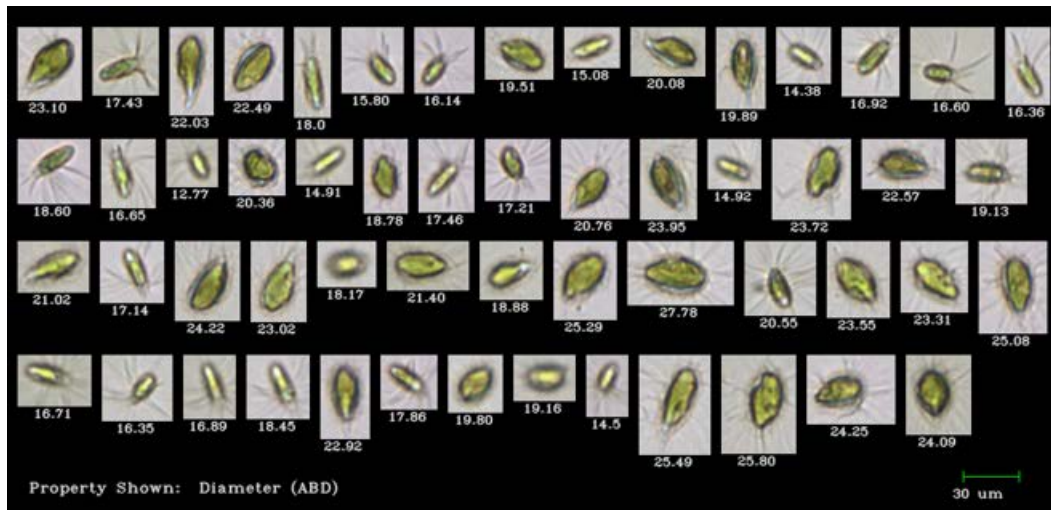 23.10 17.43 22.03 22.49 18.0 15.80 16.14 19.51 15.08 20.08 19.89 14.38 16.92 16.60 16.36
18.60 16.65 12.77 20.36 14.91 18.78 17.46 17.21 20.76 23.95 14.92 23.72 22.57 19.13
21.02 17.14 24.22 23.02 18.17 21.40 18.88 25.29 27.78 20.55 23.55 23.31 25.08
16.71 16.35 16.89 18.45 22.92 17.86 19.80 19.16 14.5 25.49 25.80 24.25 24.09
Property Shown: Diameter (ABD)
30 um